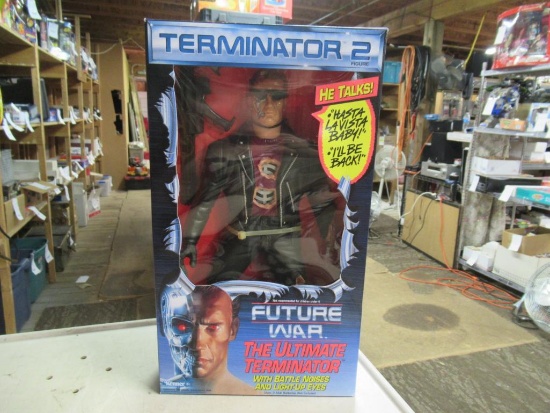 TERMINATOR 2
FIGURE
HE TALKS!
"HASTA
LA VISTA
BABY!"
"I'LL BE
BACK!"
FUTURE
WAR
THE ULTIMATE
TERMINATOR
WITH BATTLE NOISES
AND LIGHT UP EYES